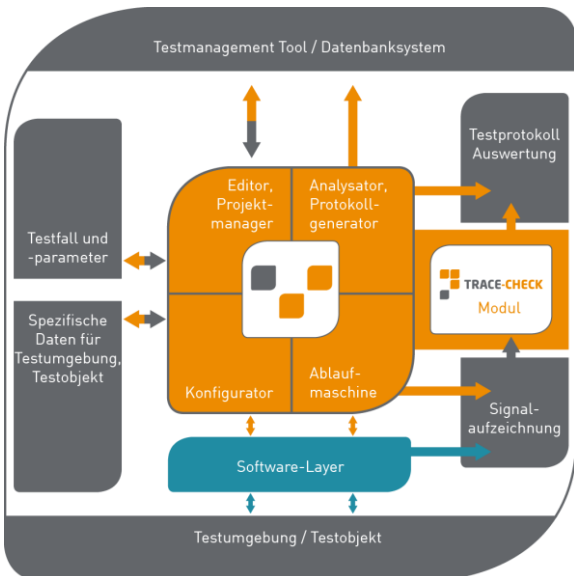 Testmanagement Tool / Datenbanksystem
Testprotokoll
Auswertung
Editor,
Projekt-
manager
Analysator,
Protokoll-
generator
Testfall und
-parameter
TRACE-CHECK
Modul
Spezifische
Daten für
Testumgebung,
Testobjekt
Konfigurator
Ablauf-
maschine
Signal-
aufzeichnung
Software-Layer
Testumgebung / Testobjekt